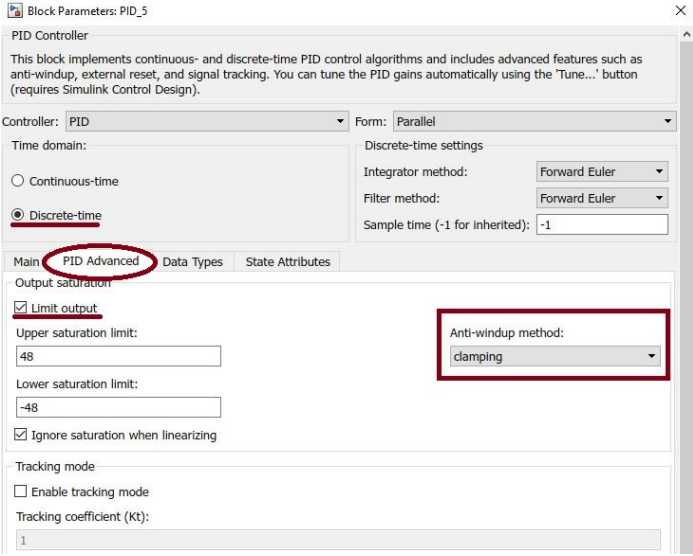 Block Parameters: PID_5
PID Controller
This block implements continuous- and discrete-time PID control algorithms and includes advanced features such as
anti-windup, external reset, and signal tracking. You can tune the PID gains automatically using the 'Tune...' button
(requires Simulink Control Design).
Controller: PID Form: Parallel
Time domain:
Continuous-time
Discrete-time
Discrete-time settings
Integrator method: Forward Euler
Filter method: Forward Euler
Sample time (-1 for inherited): -1
Main PID Advanced Data Types State Attributes
Output saturation
Limit output
Upper saturation limit:
48
Lower saturation limit:
-48
Ignore saturation when linearizing
Anti-windup method:
clamping
Tracking mode
Enable tracking mode
Tracking coefficient (Kt):
1